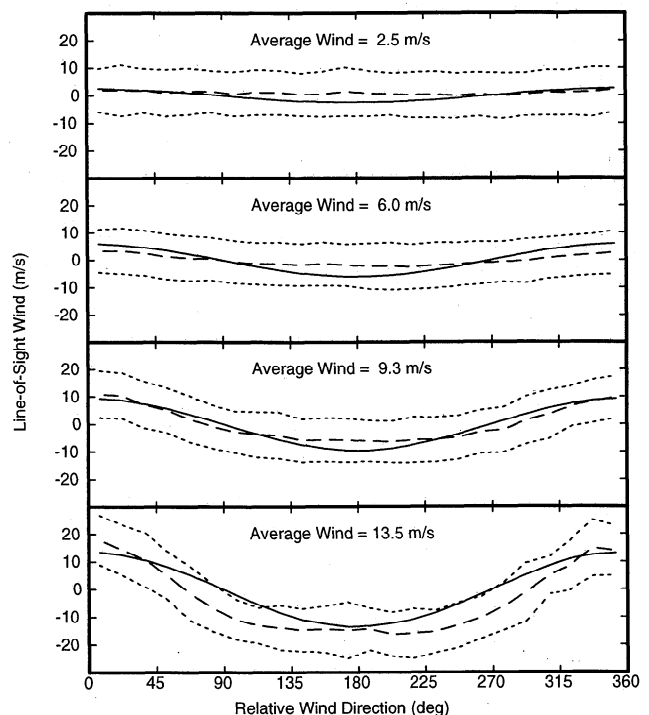 Average Wind = 2.5 m/s
20
10
0
-10
-20
Average Wind = 6.0 m/s
20
10
0
-10
-20
Line-of-Sight Wind (m/s)
Average Wind = 9.3 m/s
20
10
0
-10
-20
Average Wind = 13.5 m/s
20
10
0
-10
-20
0 45 90 135 180 225 270 315 360
Relative Wind Direction (deg)